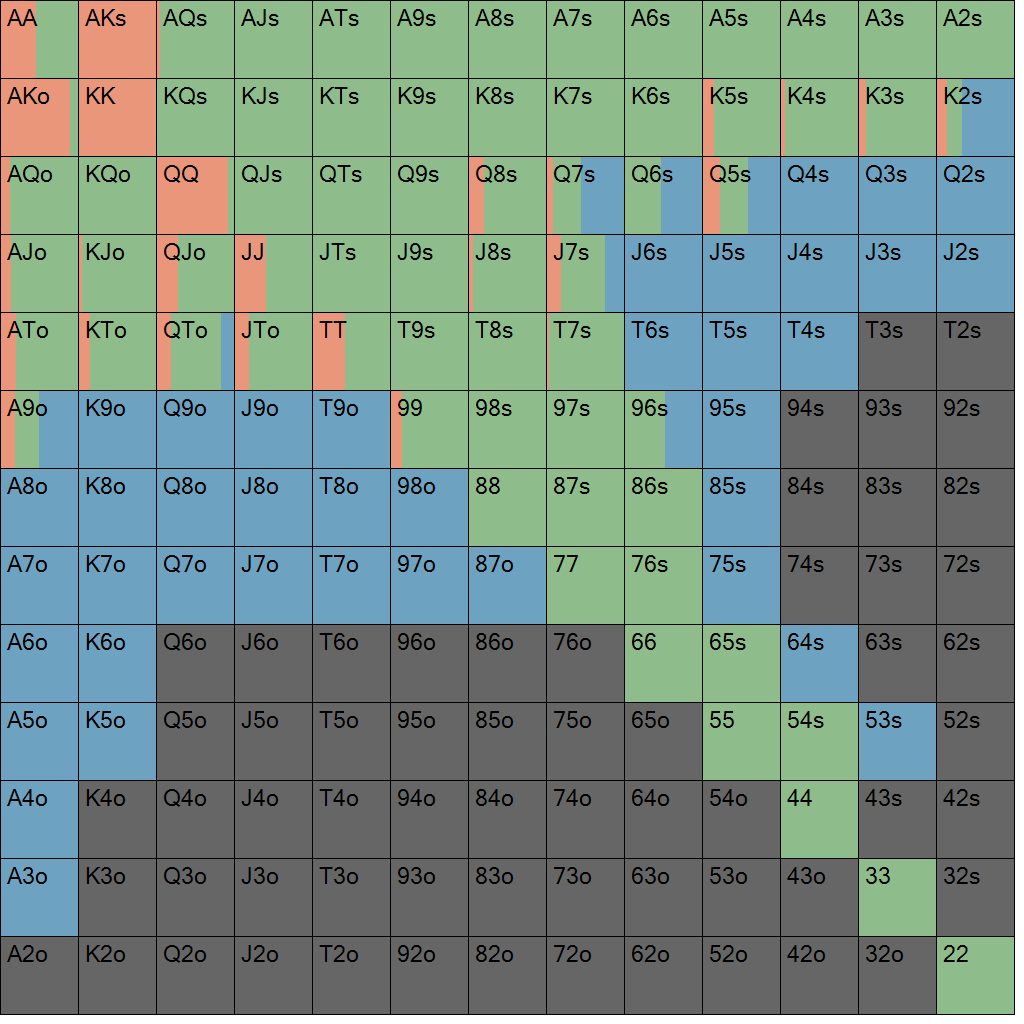 AA AKs AQs AJs ATs A9s A8s A7s A6s A5s A4s A3s A2s
AKo KK KQs KJs KTs K9s K8s K7s K6s K5s K4s K3s K2s
AQo KQo QQ QJs QTs Q9s Q8s Q7s Q6s Q5s Q4s Q3s Q2s
AJo KJo QJo JJ JTs J9s J8s J7s J6s J5s J4s J3s J2s
ATo KTo QTo JTo TT T9s T8s T7s T6s T5s T4s T3s T2s
A9o K9o Q9o J9o T9o 99 98s 97s 96s 95s 94s 93s 92s
A8o K8o Q8o J8o T8o 98o 88 87s 86s 85s 84s 83s 82s
A7o K7o Q7o J7o T7o 97o 87o 77 76s 75s 74s 73s 72s
A6o K6o Q6o J6o T6o 96o 86o 76o 66 65s 64s 63s 62s
A5o K5o Q5o J5o T5o 95o 85o 75o 65o 55 54s 53s 52s
A4o K4o Q4o J4o T4o 94o 84o 74o 64o 54o 44 43s 42s
A3o K3o Q3o J3o T3o 93o 83o 73o 63o 53o 43o 33 32s
A2o K2o Q2o J2o T2o 92o 82o 72o 62o 52o 42o 32o 22